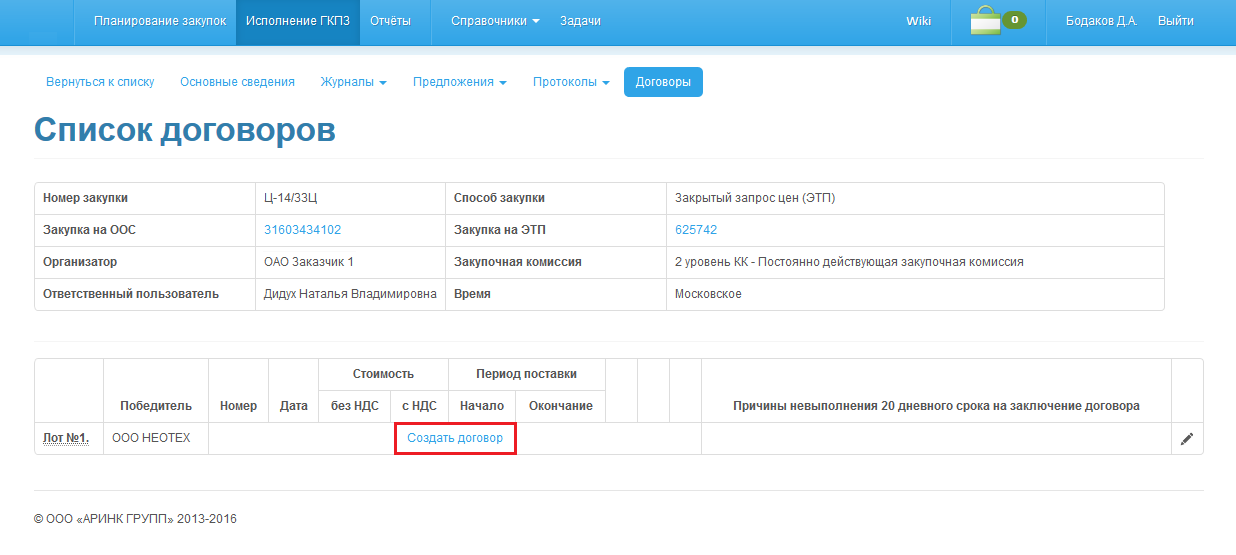 Планирование закупок Исполнение ГКПЗ Отчёты Справочники Задачи Wiki 0 Бодаков Д.А. Выйти
Вернуться к списку Основные сведения Журналы Предложения Протоколы Договоры
Список договоров
Номер закупки Ц-14/33Ц Способ закупки Закрытый запрос цен (ЭТП)
Закупка на ООС 31603434102 Закупка на ЭТП 625742
Организатор ОАО Заказчик 1 Закупочная комиссия 2 уровень КК - Постоянно действующая закупочная комиссия
Ответственный пользователь Дидух Наталья Владимировна Время Московское
Стоимость Период поставки
Победитель Номер Дата без НДС с НДС Начало Окончание Причины невыполнения 20 дневного срока на заключение договора
Лот №1. ООО НЕОТЕХ Создать договор
© ООО «АРИНК ГРУПП» 2013-2016